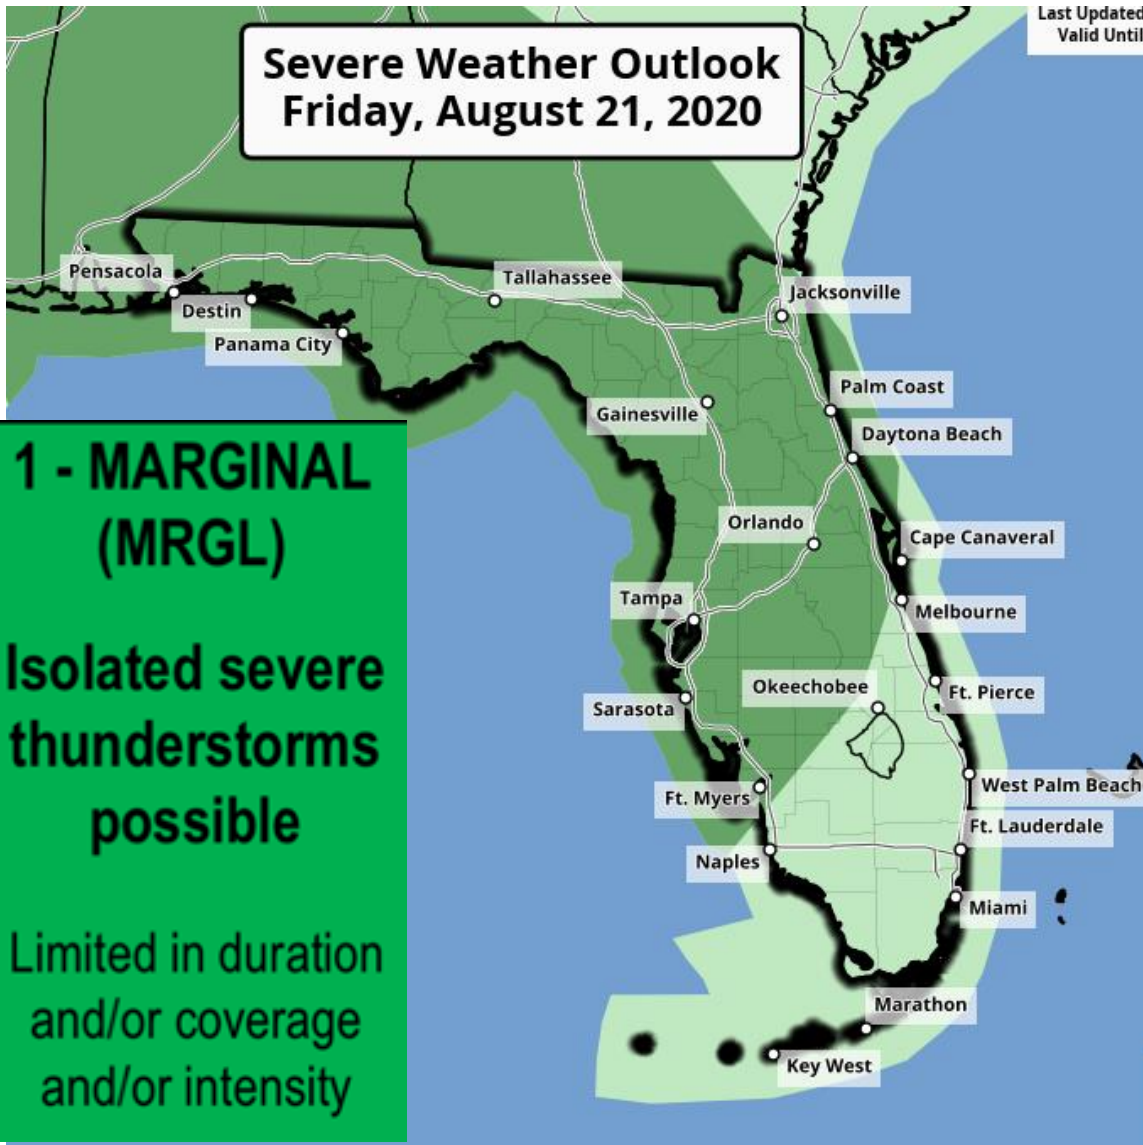 Last Updated
Valid Until
Severe Weather Outlook
Friday, August 21, 2020
Pensacola
Destin
Panama City
Tallahassee
Jacksonville
Palm Coast
Gainesville
Daytona Beach
Orlando
Cape Canaveral
Tampa
Melbourne
Okeechobee
Ft. Pierce
Sarasota
West Palm Beach
Ft. Myers
Ft. Lauderdale
Naples
Miami
Marathon
Key West
1 - MARGINAL
(MRGL)
Isolated severe
thunderstorms
possible
Limited in duration
and/or coverage
and/or intensity